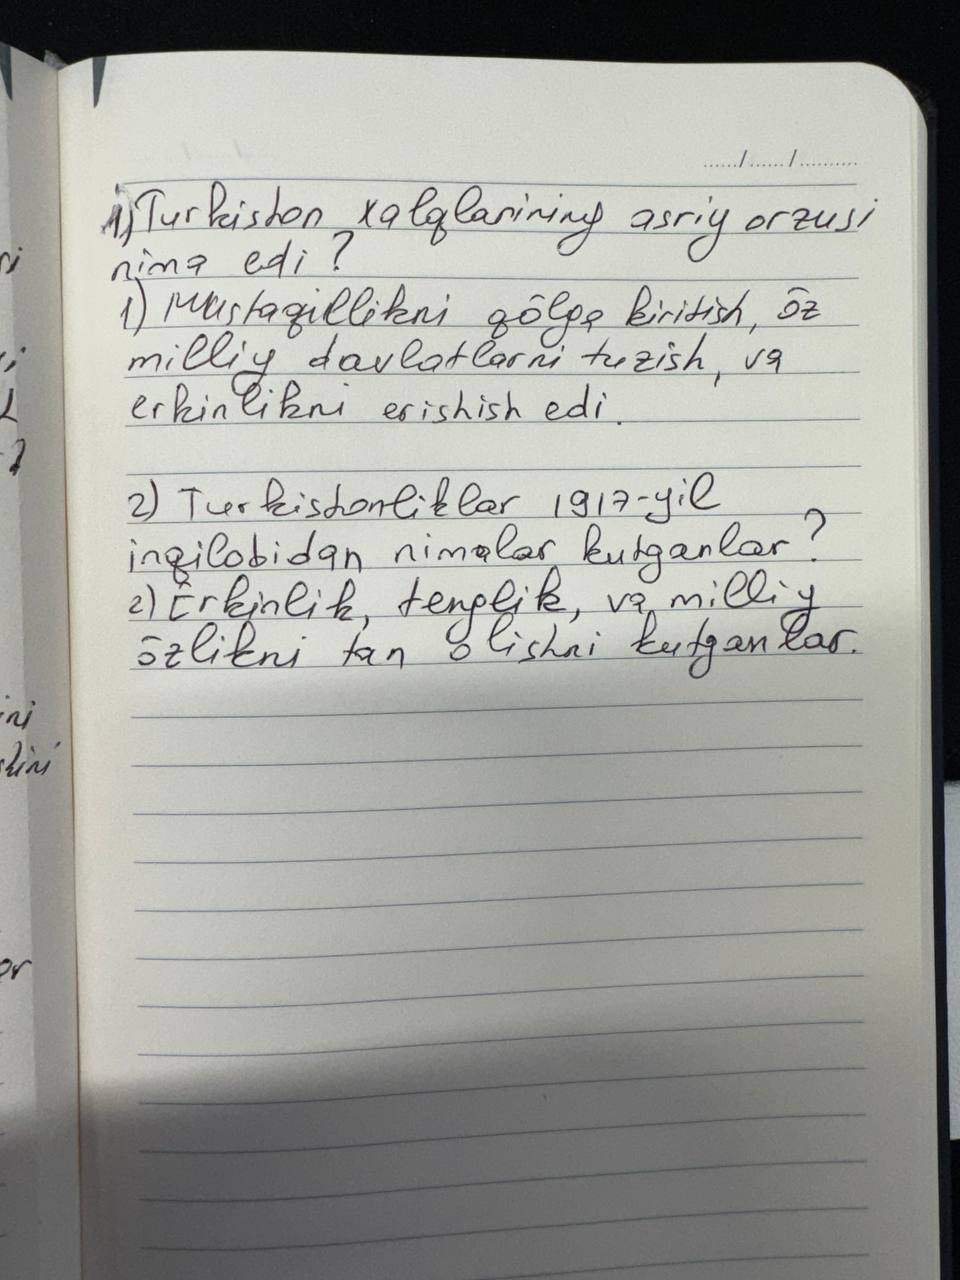 1) Turkiston xalqlarining asriy orzusi
nima edi?
1) Mustaqillikni qōlga kiritish, ōz
milliy davlatlarni tuzish, va
erkinlikni erishish edi.
2) Turkistonliklar 1917-yil
inqilobidan nimalar kutganlar?
2) Erkinlik, tenglik, va milliy
ōzlikni tan olishni kutganlar.